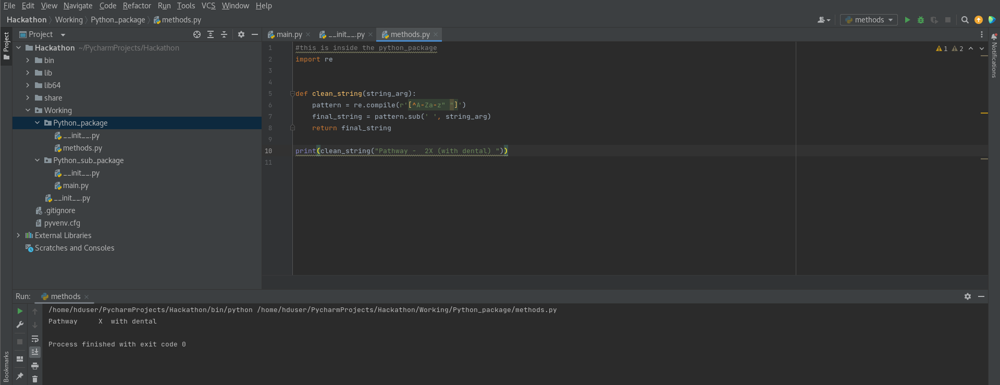 File Edit View Navigate Code Refactor Run Tools VCS Window Help
Hackathon Working Python_package methods.py
methods
Project
Project
main.py __init__.py methods.py
Hackathon ~/PycharmProjects/Hackathon
bin
lib
lib64
share
Working
Python_package
__init__.py
methods.py
Python_sub_package
__init__.py
main.py
__init__.py
.gitignore
pyvenv.cfg
External Libraries
Scratches and Consoles
1 #this is inside the python_package
2 import re
3
4
5 def clean_string(string_arg):
6 pattern = re.compile(r'[^A-Za-z" "]')
7 final_string = pattern.sub(' ', string_arg)
8 return final_string
9
10 print(clean_string("Pathway -  2X (with dental) "))
11
1 2
Notifications
Run: methods
/home/hduser/PycharmProjects/Hackathon/bin/python /home/hduser/PycharmProjects/Hackathon/Working/Python_package/methods.py
Pathway     X  with dental
Process finished with exit code 0
Bookmarks